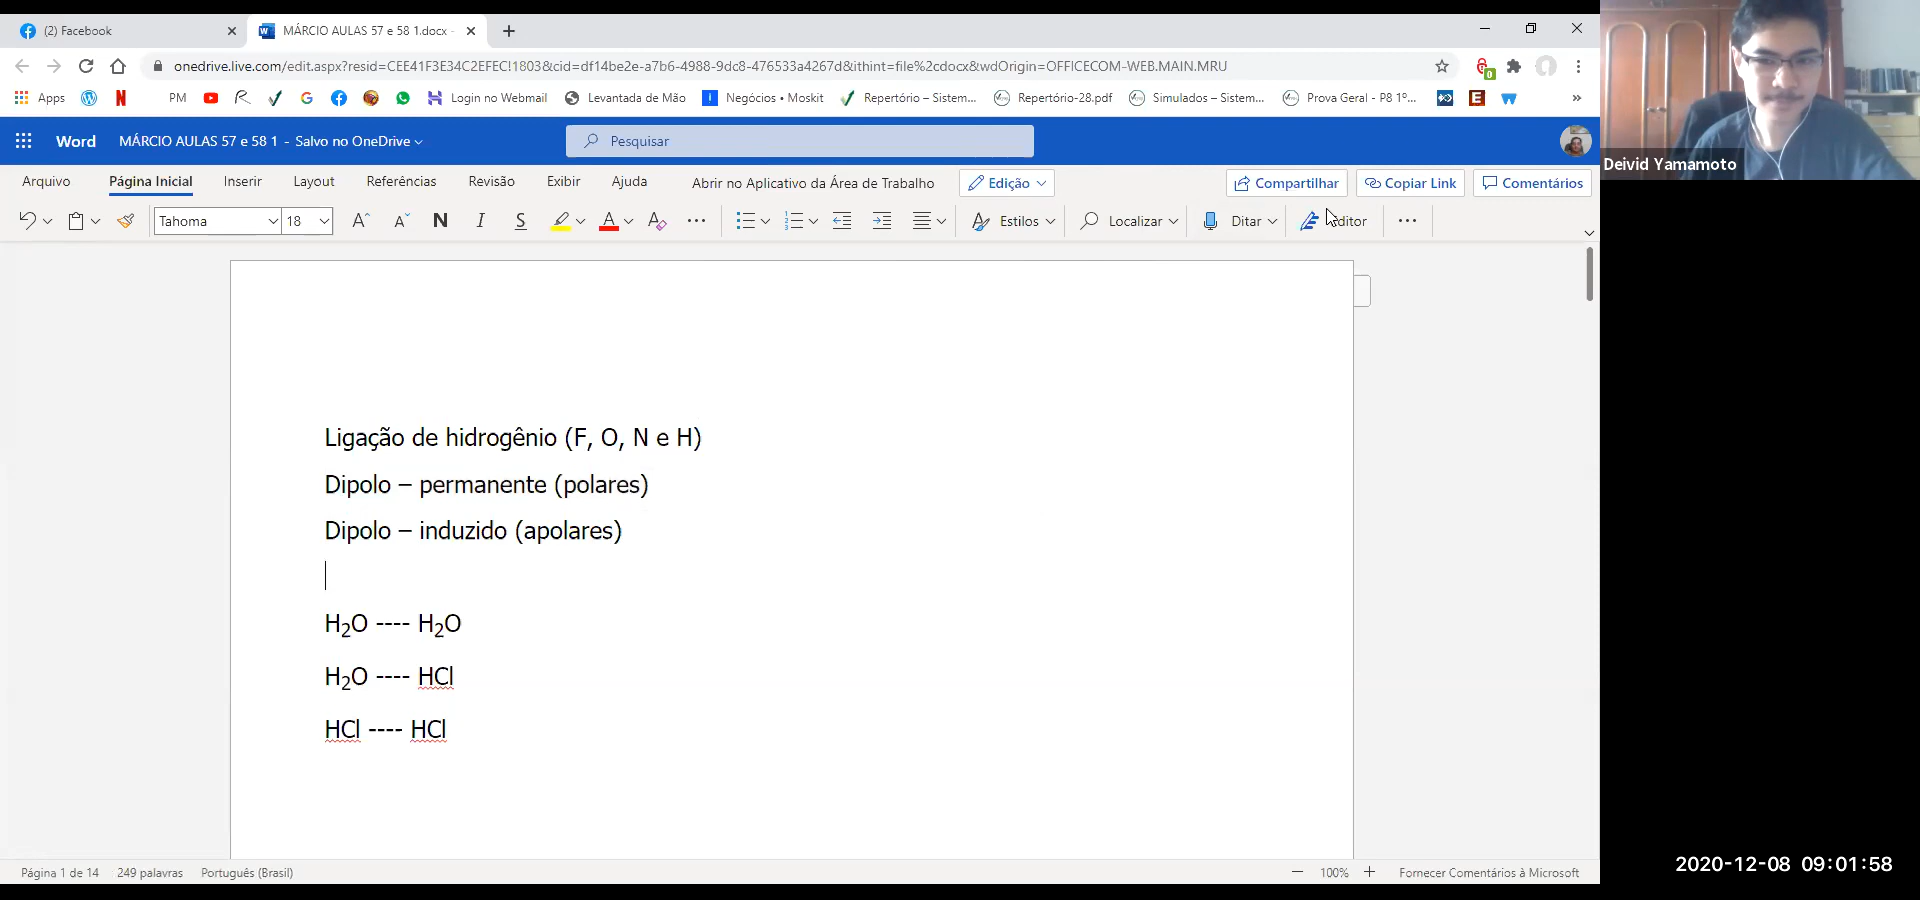 (2) Facebook
MÁRCIO AULAS 57 e 58 1.docx -
onedrive.live.com/edit.aspx?resid=CEE41F3E34C2EFEC!1803&cid=df14be2e-a7b6-4988-9dc8-476533a4267d&ithint=file%2cdocx&wdOrigin=OFFICECOM-WEB.MAIN.MRU
Apps PM Login no Webmail Levantada de Mão Negócios • Moskit Repertório – Sistem... Repertório-28.pdf Simulados – Sistem... Prova Geral - P8 1º... »
Word MÁRCIO AULAS 57 e 58 1 - Salvo no OneDrive Pesquisar
Deivid Yamamoto
Arquivo Página Inicial Inserir Layout Referências Revisão Exibir Ajuda Abrir no Aplicativo da Área de Trabalho Edição Compartilhar Copiar Link Comentários
Tahoma 18 N I S Estilos Localizar Ditar Editor
Ligação de hidrogênio (F, O, N e H)
Dipolo – permanente (polares)
Dipolo – induzido (apolares)
H₂O ---- H₂O
H₂O ---- HCl
HCl ---- HCl
Página 1 de 14 249 palavras Português (Brasil) 100% Fornecer Comentários à Microsoft
2020-12-08 09:01:58